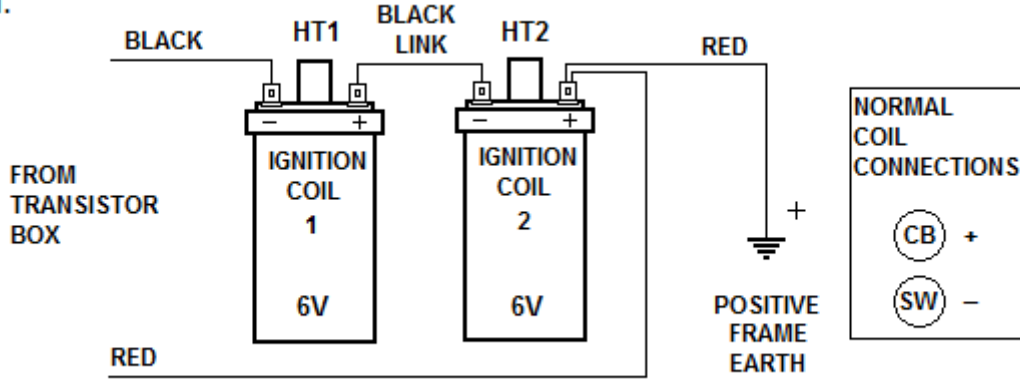 BLACK
HT1
BLACK
LINK
HT2
RED
− +
− +
IGNITION
COIL
1
6V
IGNITION
COIL
2
6V
FROM
TRANSISTOR
BOX
RED
+
POSITIVE
FRAME
EARTH
NORMAL
COIL
CONNECTIONS
CB +
SW −